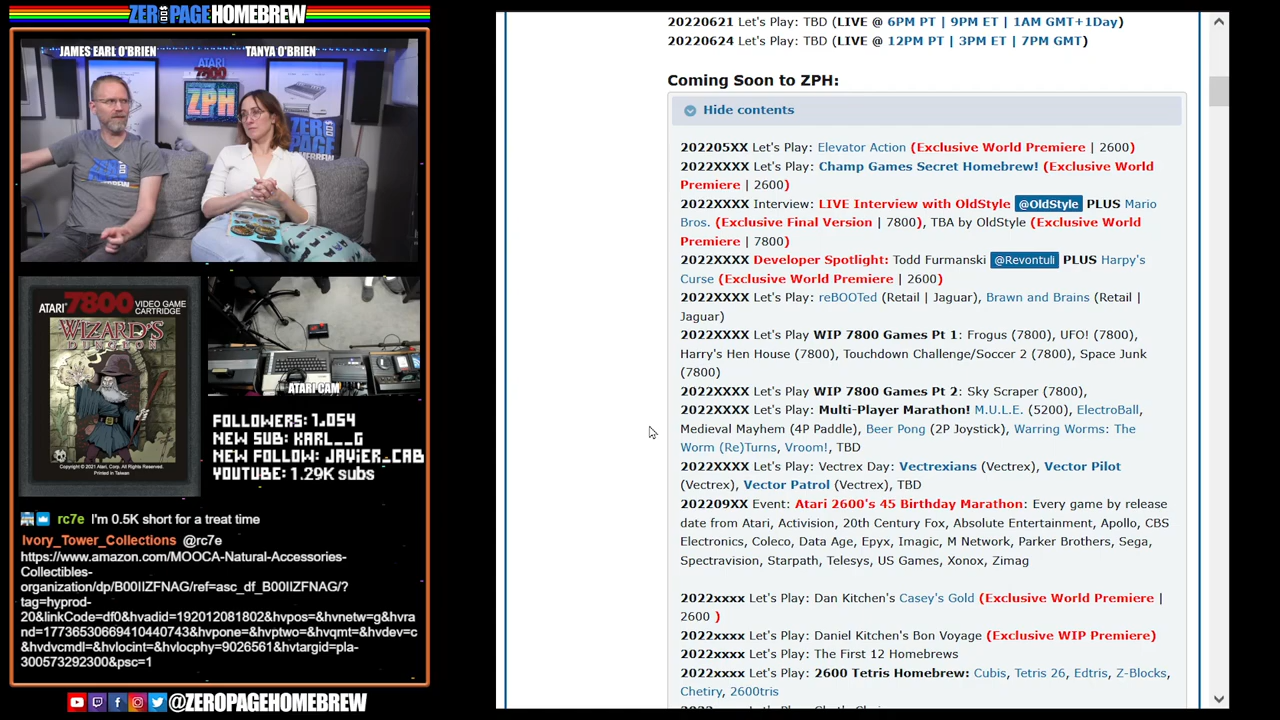 ZERO PAGE HOMEBREW
JAMES EARL O'BRIEN
TANYA O'BRIEN
ATARI
ZPH
ATARI 7800 VIDEO GAME CARTRIDGE
WIZARD'S DUNGEON
Copyright © 2021 Atari, Corp. All Rights Reserved.
Printed in Taiwan
ATARI CAM
FOLLOWERS: 1,054
NEW SUB: KARL__G
NEW FOLLOW: JAVIER_CAB
YOUTUBE: 1.29K subs
rc7e I'm 0.5K short for a treat time
Ivory_Tower_Collections @rc7e
https://www.amazon.com/MOOCA-Natural-Accessories-
Collectibles-
organization/dp/B00IIZFNAG/ref=asc_df_B00IIZFNAG/?
tag=hyprod-
20&linkCode=df0&hvadid=192012081802&hvpos=&hvnetw=g&hvra
nd=17736530669410440743&hvpone=&hvptwo=&hvqmt=&hvdev=c
&hvdvcmdl=&hvlocint=&hvlocphy=9026561&hvtargid=pla-
300573292300&psc=1
@ZEROPAGEHOMEBREW
20220621 Let's Play: TBD (LIVE @ 6PM PT | 9PM ET | 1AM GMT+1Day)
20220624 Let's Play: TBD (LIVE @ 12PM PT | 3PM ET | 7PM GMT)
Coming Soon to ZPH:
Hide contents
202205XX Let's Play: Elevator Action (Exclusive World Premiere | 2600)
2022XXXX Let's Play: Champ Games Secret Homebrew! (Exclusive World
Premiere | 2600)
2022XXXX Interview: LIVE Interview with OldStyle @OldStyle PLUS Mario
Bros. (Exclusive Final Version | 7800), TBA by OldStyle (Exclusive World
Premiere | 7800)
2022XXXX Developer Spotlight: Todd Furmanski @Revontuli PLUS Harpy's
Curse (Exclusive World Premiere | 2600)
2022XXXX Let's Play: reBOOTed (Retail | Jaguar), Brawn and Brains (Retail |
Jaguar)
2022XXXX Let's Play WIP 7800 Games Pt 1: Frogus (7800), UFO! (7800),
Harry's Hen House (7800), Touchdown Challenge/Soccer 2 (7800), Space Junk
(7800)
2022XXXX Let's Play WIP 7800 Games Pt 2: Sky Scraper (7800),
2022XXXX Let's Play: Multi-Player Marathon! M.U.L.E. (5200), ElectroBall,
Medieval Mayhem (4P Paddle), Beer Pong (2P Joystick), Warring Worms: The
Worm (Re)Turns, Vroom!, TBD
2022XXXX Let's Play: Vectrex Day: Vectrexians (Vectrex), Vector Pilot
(Vectrex), Vector Patrol (Vectrex), TBD
202209XX Event: Atari 2600's 45 Birthday Marathon: Every game by release
date from Atari, Activision, 20th Century Fox, Absolute Entertainment, Apollo, CBS
Electronics, Coleco, Data Age, Epyx, Imagic, M Network, Parker Brothers, Sega,
Spectravision, Starpath, Telesys, US Games, Xonox, Zimag
2022xxxx Let's Play: Dan Kitchen's Casey's Gold (Exclusive World Premiere |
2600 )
2022xxxx Let's Play: Daniel Kitchen's Bon Voyage (Exclusive WIP Premiere)
2022xxxx Let's Play: The First 12 Homebrews
2022xxxx Let's Play: 2600 Tetris Homebrew: Cubis, Tetris 26, Edtris, Z-Blocks,
Chetiry, 2600tris